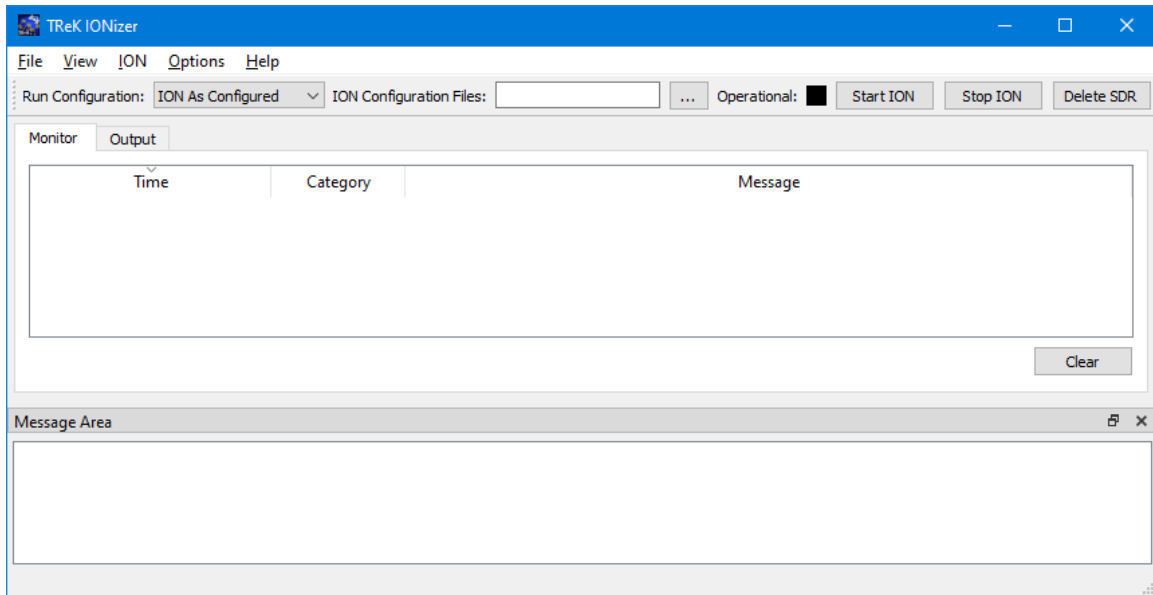 TReK IONizer
File View ION Options Help
Run Configuration: ION As Configured ION Configuration Files: ... Operational: Start ION Stop ION Delete SDR
Monitor Output
Time Category Message
Clear
Message Area